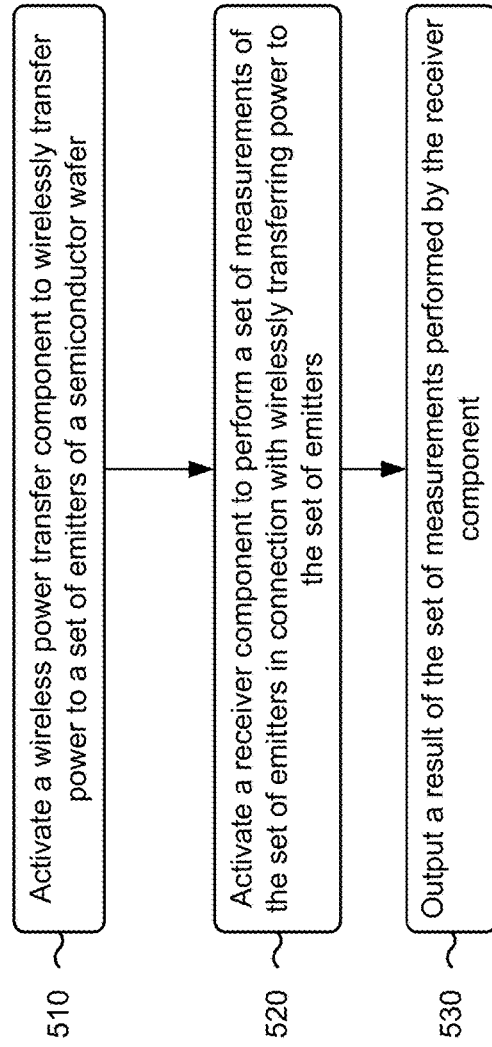 510
Activate a wireless power transfer component to wirelessly transfer
power to a set of emitters of a semiconductor wafer
520
Activate a receiver component to perform a set of measurements of
the set of emitters in connection with wirelessly transferring power to
the set of emitters
530
Output a result of the set of measurements performed by the receiver
component